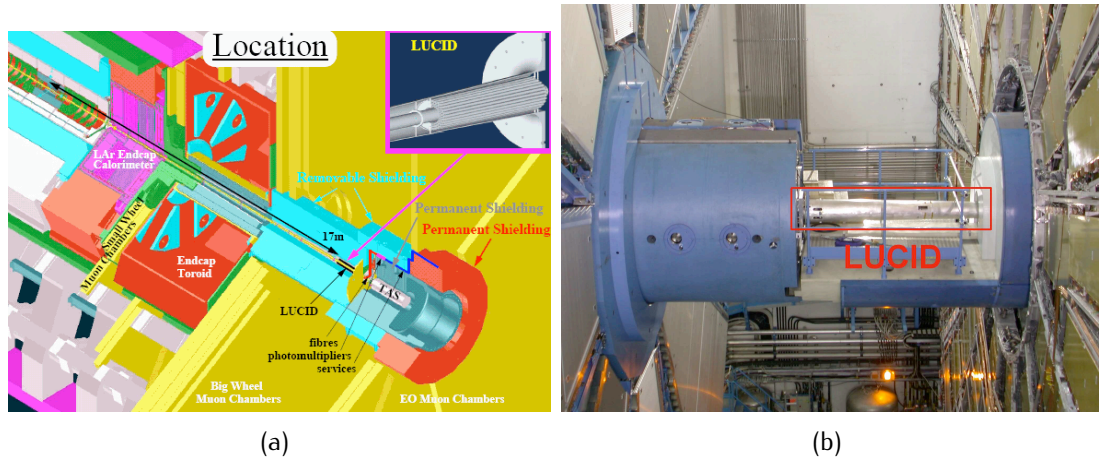 Location
LUCID
LAr Endcap
Calorimeter
Removable Shielding
Small Wheel
Muon Chambers
Permanent Shielding
Permanent Shielding
Endcap
Toroid
17m
TAS
LUCID
fibres
photomultipliers
services
Big Wheel
Muon Chambers
EO Muon Chambers
(a)
LUCID
(b)